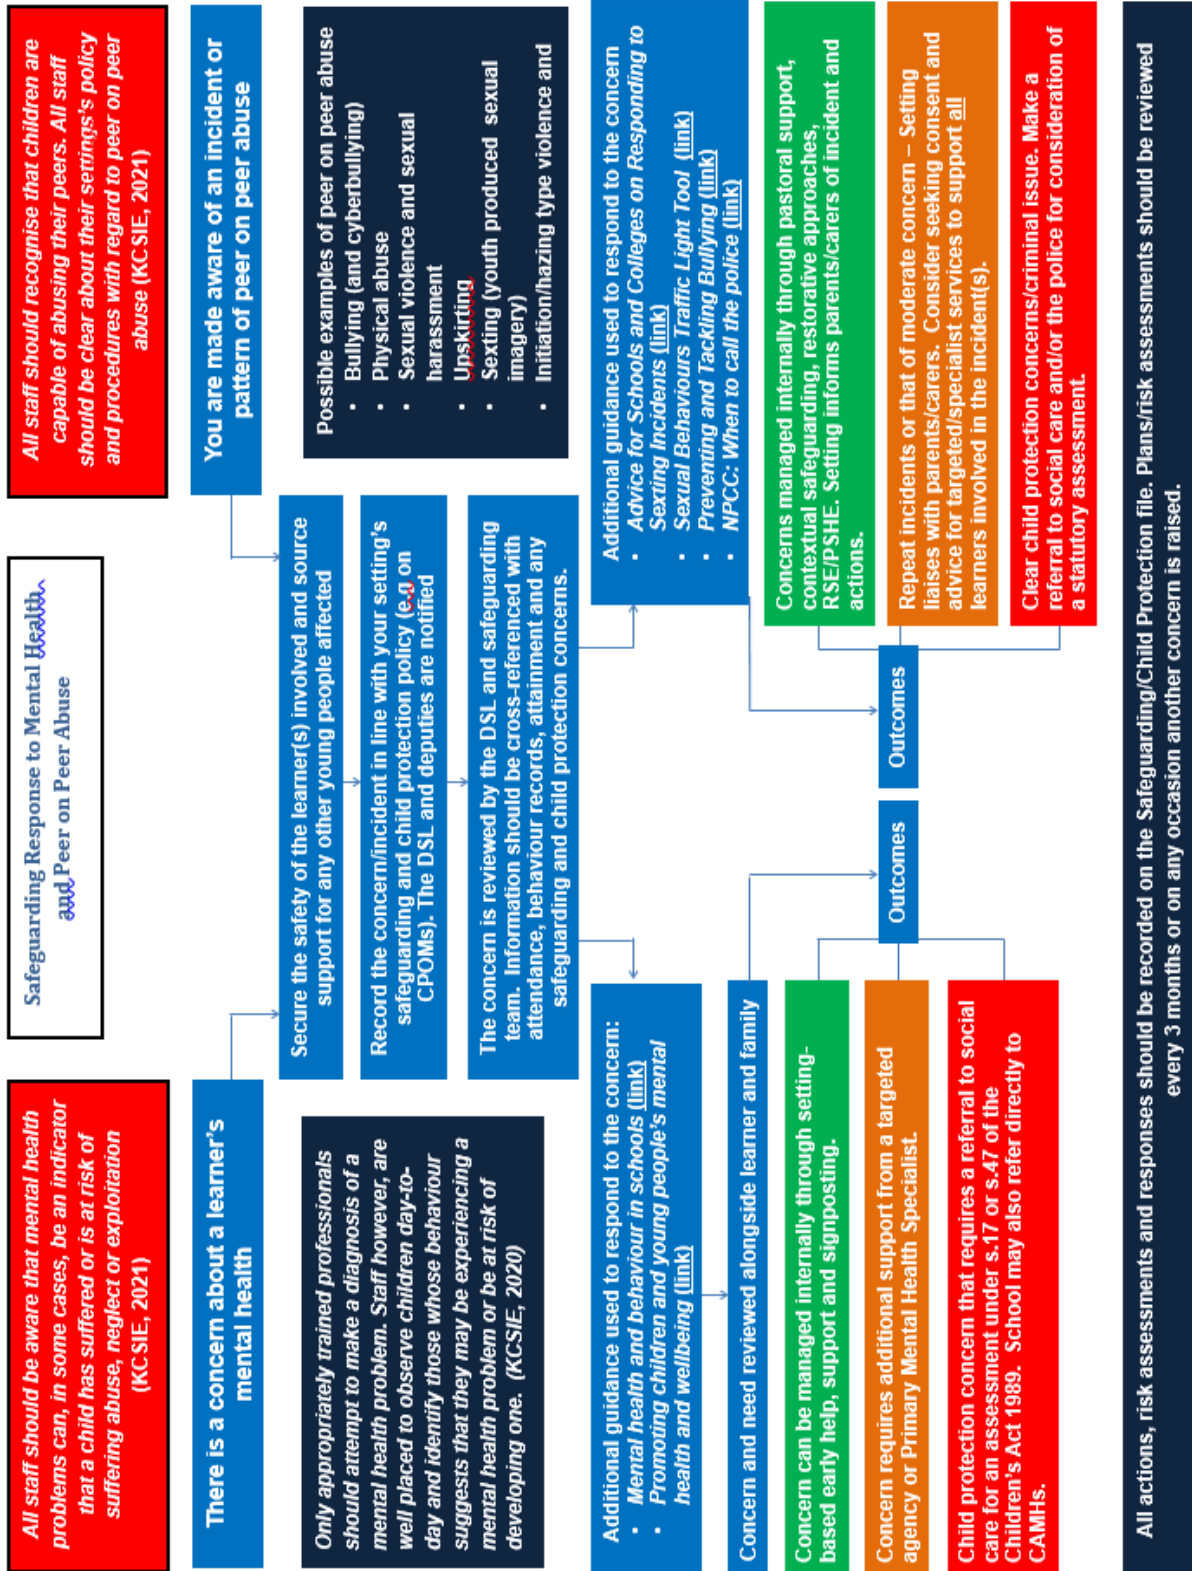 Safeguarding Response to Mental Health
and Peer on Peer Abuse
All staff should be aware that mental health
problems can, in some cases, be an indicator
that a child has suffered or is at risk of
suffering abuse, neglect or exploitation
(KCSIE, 2021)
All staff should recognise that children are
capable of abusing their peers. All staff
should be clear about their settings's policy
and procedures with regard to peer on peer
abuse (KCSIE, 2021)
There is a concern about a learner's
mental health
You are made aware of an incident or
pattern of peer on peer abuse
Secure the safety of the learner(s) involved and source
support for any other young people affected
Record the concern/incident in line with your setting's
safeguarding and child protection policy (e.g on
CPOMs). The DSL and deputies are notified
The concern is reviewed by the DSL and safeguarding
team. Information should be cross-referenced with
attendance, behaviour records, attainment and any
safeguarding and child protection concerns.
Only appropriately trained professionals
should attempt to make a diagnosis of a
mental health problem. Staff however, are
well placed to observe children day-to-
day and identify those whose behaviour
suggests that they may be experiencing a
mental health problem or be at risk of
developing one. (KCSIE, 2020)
Possible examples of peer on peer abuse
• Bullying (and cyberbullying)
• Physical abuse
• Sexual violence and sexual
harassment
• Upskirting
• Sexting (youth produced sexual
imagery)
• Initiation/hazing type violence and
Additional guidance used to respond to the concern:
• Mental health and behaviour in schools (link)
• Promoting children and young people's mental
health and wellbeing (link)
Concern and need reviewed alongside learner and family
Outcomes
Concern can be managed internally through setting-
based early help, support and signposting.
Concern requires additional support from a targeted
agency or Primary Mental Health Specialist.
Child protection concern that requires a referral to social
care for an assessment under s.17 or s.47 of the
Children's Act 1989. School may also refer directly to
CAMHs.
Additional guidance used to respond to the concern
• Advice for Schools and Colleges on Responding to
Sexting Incidents (link)
• Sexual Behaviours Traffic Light Tool (link)
• Preventing and Tackling Bullying (link)
• NPCC: When to call the police (link)
Outcomes
Concerns managed internally through pastoral support,
contextual safeguarding, restorative approaches,
RSE/PSHE. Setting informs parents/carers of incident and
actions.
Repeat incidents or that of moderate concern – Setting
liaises with parents/carers. Consider seeking consent and
advice for targeted/specialist services to support all
learners involved in the incident(s).
Clear child protection concerns/criminal issue. Make a
referral to social care and/or the police for consideration of
a statutory assessment.
All actions, risk assessments and responses should be recorded on the Safeguarding/Child Protection file. Plans/risk assessments should be reviewed
every 3 months or on any occasion another concern is raised.